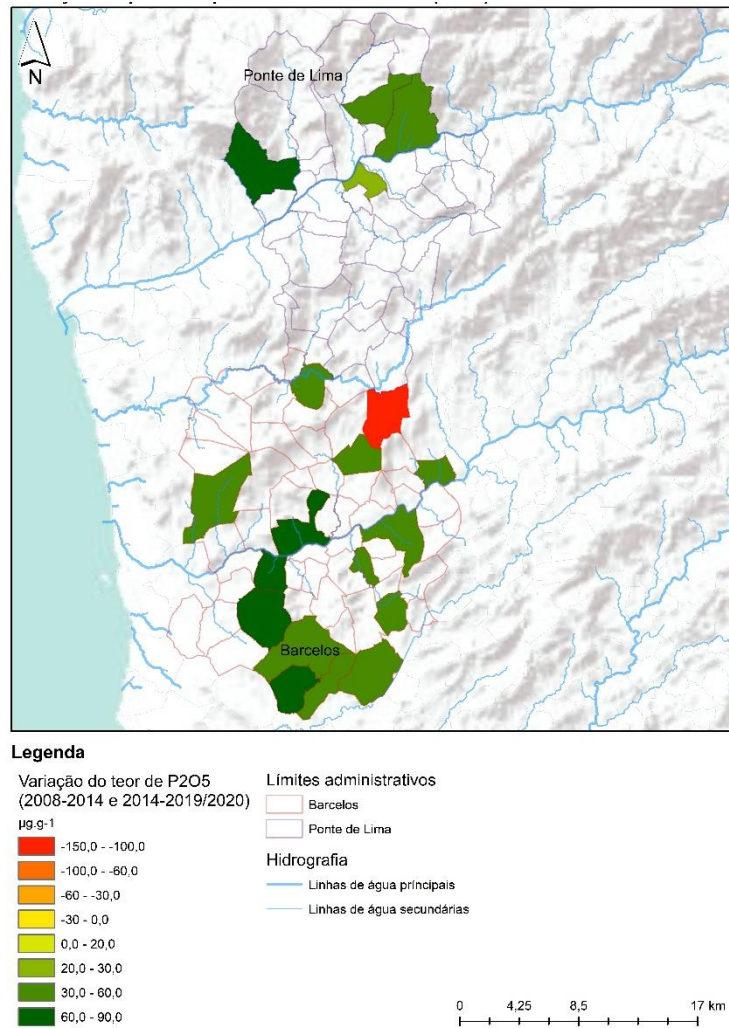 N
Ponte de Lima
Barcelos
Legenda
Variação do teor de P2O5
(2008-2014 e 2014-2019/2020)
µg.g-1
-150,0 - -100,0
-100,0 - -60,0
-60 - -30,0
-30 - 0,0
0,0 - 20,0
20,0 - 30,0
30,0 - 60,0
60,0 - 90,0
Límites administrativos
Barcelos
Ponte de Lima
Hidrografia
Linhas de água príncipais
Linhas de água secundárias
0 4,25 8,5 17 km